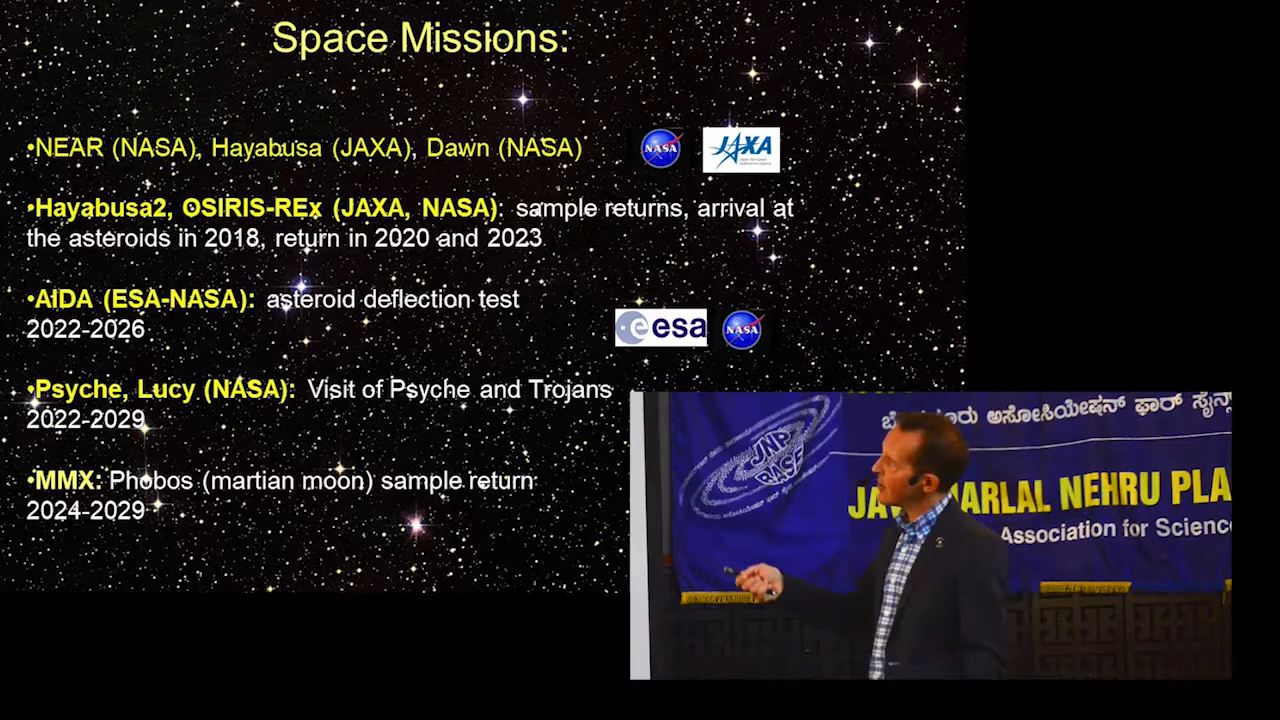 Space Missions:
•NEAR (NASA), Hayabusa (JAXA), Dawn (NASA)
NASA
JAXA
•Hayabusa2, OSIRIS-REx (JAXA, NASA): sample returns, arrival at
the asteroids in 2018, return in 2020 and 2023
•AIDA (ESA-NASA): asteroid deflection test
2022-2026
esa
NASA
•Psyche, Lucy (NASA): Visit of Psyche and Trojans
2022-2029
•MMX: Phobos (martian moon) sample return
2024-2029
ಅಸೋಸಿಯೇಷನ್ ಫಾರ್ ಸೈನ್ಸ್
JNP
BASE
NEHRU PLA
Association for Science